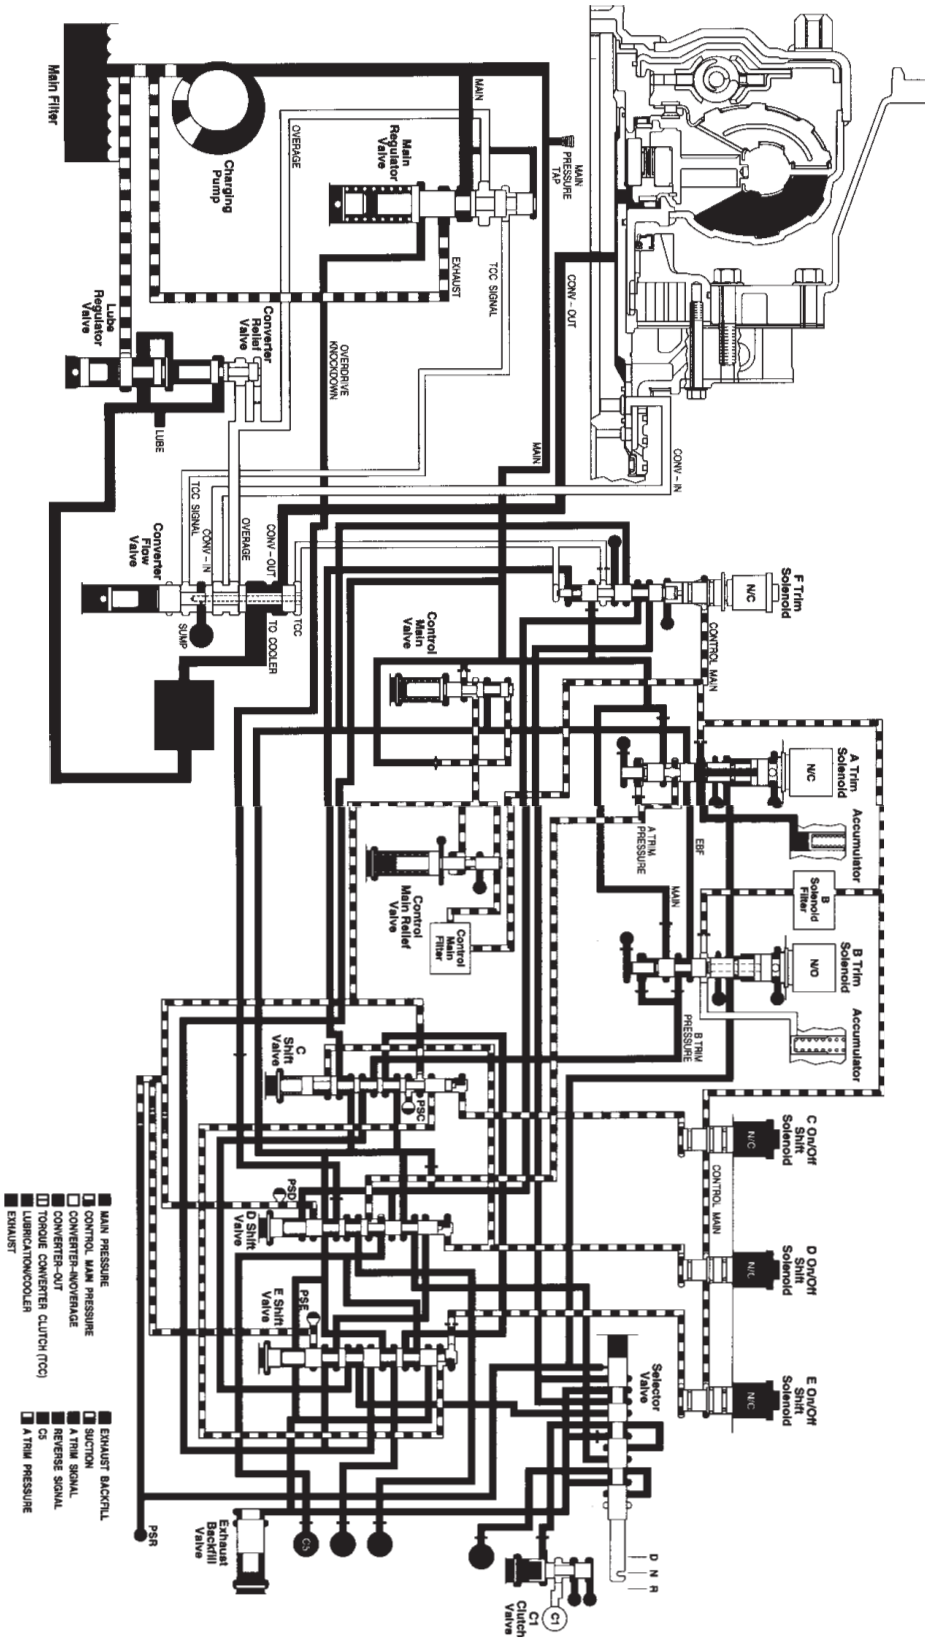 F Trim
Solenoid
N/C
A Trim
Solenoid
N/C
Accumulator
B
Solenoid
Filter
B Trim
Solenoid
N/O
Accumulator
C On/Off
Shift
Solenoid
N/C
D On/Off
Shift
Solenoid
N/C
E On/Off
Shift
Solenoid
N/C
CONTROL MAIN
CONTROL MAIN
CONV - IN
CONV - OUT
MAIN
PRESSURE
TAP
MAIN
MAIN
Main
Regulator
Valve
EXHAUST
TCC SIGNAL
OVERAGE
Charging
Pump
Main Filter
Lube
Regulator
Valve
Converter
Relief
Valve
OVERDRIVE
KNOCKDOWN
LUBE
TCC SIGNAL
CONV - IN
OVERAGE
CONV - OUT
Converter
Flow
Valve
SUMP
TO COOLER
TCC
Control
Main
Valve
A TRIM
PRESSURE
EBF
MAIN
Control
Main Relief
Valve
Control
Main
Filter
B TRIM
PRESSURE
C
Shift
Valve
PSC
PSD
D Shift
Valve
PSE
E Shift
Valve
Selector
Valve
D
N
R
C1
Clutch
Valve
C1
C5
Exhaust
Backfill
Valve
PSR
MAIN PRESSURE
CONTROL MAIN PRESSURE
CONVERTER-IN/OVERAGE
CONVERTER-OUT
TORQUE CONVERTER CLUTCH (TCC)
LUBRICATION/COOLER
EXHAUST
EXHAUST BACKFILL
SUCTION
A TRIM SIGNAL
REVERSE SIGNAL
C5
A TRIM PRESSURE